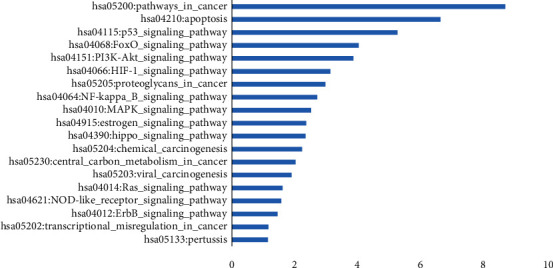 hsa05200:pathways_in_cancer
hsa04210:apoptosis
hsa04115:p53_signaling_pathway
hsa04068:FoxO_signaling_pathway
hsa04151:PI3K-Akt_signaling_pathway
hsa04066:HIF-1_signaling_pathway
hsa05205:proteoglycans_in_cancer
hsa04064:NF-kappa_B_signaling_pathway
hsa04010:MAPK_signaling_pathway
hsa04915:estrogen_signaling_pathway
hsa04390:hippo_signaling_pathway
hsa05204:chemical_carcinogenesis
hsa05230:central_carbon_metabolism_in_cancer
hsa05203:viral_carcinogenesis
hsa04014:Ras_signaling_pathway
hsa04621:NOD-like_receptor_signaling_pathway
hsa04012:ErbB_signaling_pathway
hsa05202:transcriptional_misregulation_in_cancer
hsa05133:pertussis
0 2 4 6 8 10